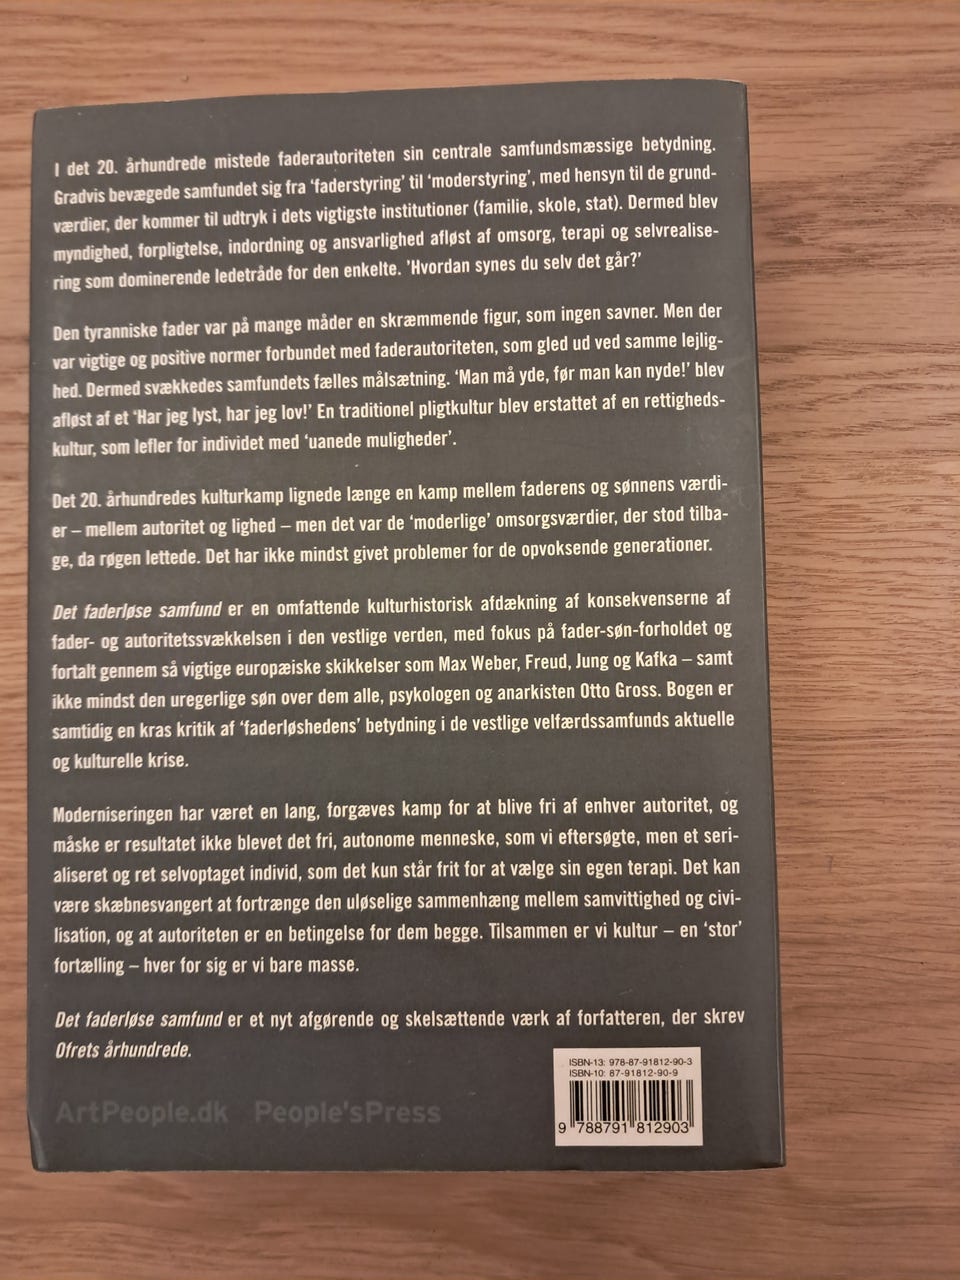 I det 20. århundrede mistede faderautoriteten sin centrale samfundsmæssige betydning.
Gradvis bevægede samfundet sig fra ‘faderstyring’ til ‘moderstyring’, med hensyn til de grund-
værdier, der kommer til udtryk i dets vigtigste institutioner (familie, skole, stat). Dermed blev
myndighed, forpligtelse, indordning og ansvarlighed afløst af omsorg, terapi og selvrealise-
ring som dominerende ledetråde for den enkelte. ’Hvordan synes du selv det går?’
Den tyranniske fader var på mange måder en skræmmende figur, som ingen savner. Men der
var vigtige og positive normer forbundet med faderautoriteten, som gled ud ved samme lejlig-
hed. Dermed svækkedes samfundets fælles målsætning. ‘Man må yde, før man kan nyde!’ blev
afløst af et ‘Har jeg lyst, har jeg lov!’ En traditionel pligtkultur blev erstattet af en rettigheds-
kultur, som lefler for individet med ‘uanede muligheder’.
Det 20. århundredes kulturkamp lignede længe en kamp mellem faderens og sønnens værdi-
er – mellem autoritet og lighed – men det var de ‘moderlige’ omsorgsværdier, der stod tilba-
ge, da røgen lettede. Det har ikke mindst givet problemer for de opvoksende generationer.
Det faderløse samfund er en omfattende kulturhistorisk afdækning af konsekvenserne af
fader- og autoritetssvækkelsen i den vestlige verden, med fokus på fader-søn-forholdet og
fortalt gennem så vigtige europæiske skikkelser som Max Weber, Freud, Jung og Kafka – samt
ikke mindst den uregerlige søn over dem alle, psykologen og anarkisten Otto Gross. Bogen er
samtidig en kras kritik af ‘faderløshedens’ betydning i de vestlige velfærdssamfunds aktuelle
og kulturelle krise.
Moderniseringen har været en lang, forgæves kamp for at blive fri af enhver autoritet, og
måske er resultatet ikke blevet det fri, autonome menneske, som vi eftersøgte, men et seri-
aliseret og ret selvoptaget individ, som det kun står frit for at vælge sin egen terapi. Det kan
være skæbnesvangert at fortrænge den uløselige sammenhæng mellem samvittighed og civi-
lisation, og at autoriteten er en betingelse for dem begge. Tilsammen er vi kultur – en ‘stor’
fortælling – hver for sig er vi bare masse.
Det faderløse samfund er et nyt afgørende og skelsættende værk af forfatteren, der skrev
Ofrets århundrede.
ISBN-13: 978-87-91812-90-3
ISBN-10: 87-91812-90-9
ArtPeople.dk People'sPress
9 788791 812903